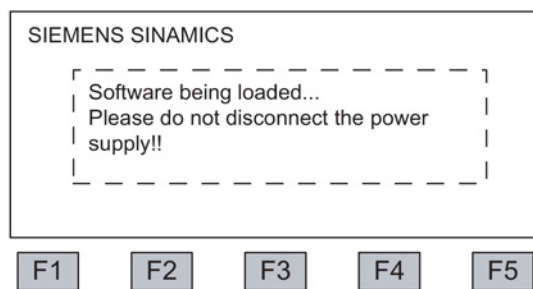 SIEMENS SINAMICS
Software being loaded...
Please do not disconnect the power
supply!!
F1 F2 F3 F4 F5